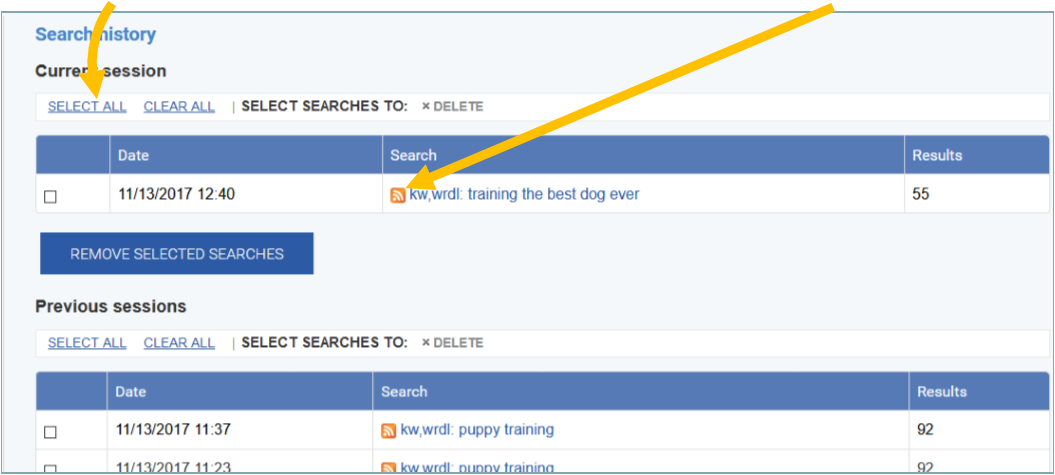 Search history
Current session
SELECT ALL CLEAR ALL | SELECT SEARCHES TO: × DELETE
Date Search Results
11/13/2017 12:40 kw,wrdl: training the best dog ever 55
REMOVE SELECTED SEARCHES
Previous sessions
SELECT ALL CLEAR ALL | SELECT SEARCHES TO: × DELETE
Date Search Results
11/13/2017 11:37 kw,wrdl: puppy training 92
11/13/2017 11:23 kw,wrdl: puppy training 92